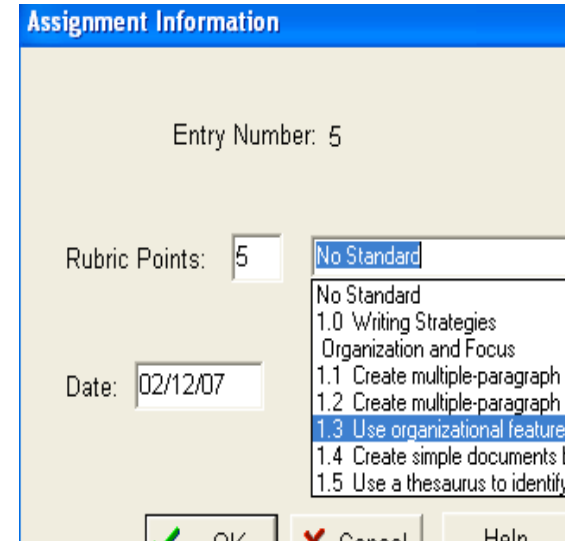 Assignment Information
Entry Number: 5
Rubric Points: 5 No Standard
No Standard
1.0 Writing Strategies
Organization and Focus
1.1 Create multiple-paragraph
1.2 Create multiple-paragraph
Date: 02/12/07
1.3 Use organizational feature
1.4 Create simple documents
1.5 Use a thesaurus to identify
OK Cancel Help